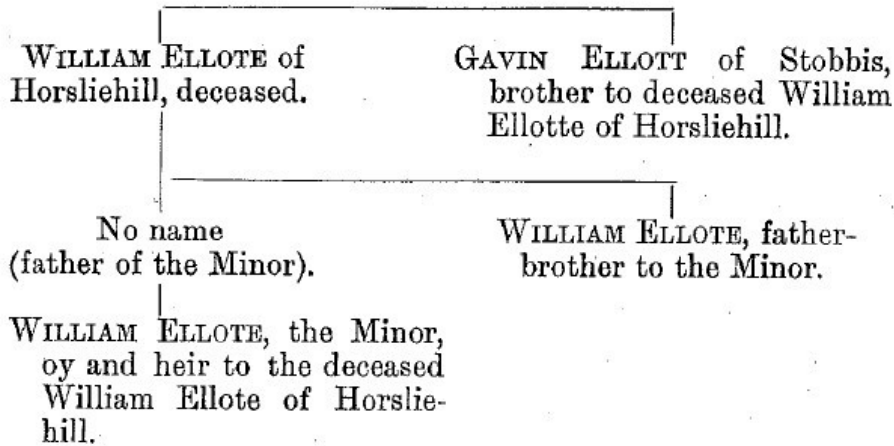 WILLIAM ELLOTE of
Horsliehill, deceased.
GAVIN ELLOTT of Stobbis,
brother to deceased William
Ellotte of Horsliehill.
No name
(father of the Minor).
WILLIAM ELLOTE, father-
brother to the Minor.
WILLIAM ELLOTE, the Minor,
oy and heir to the deceased
William Ellote of Horslie-
hill.